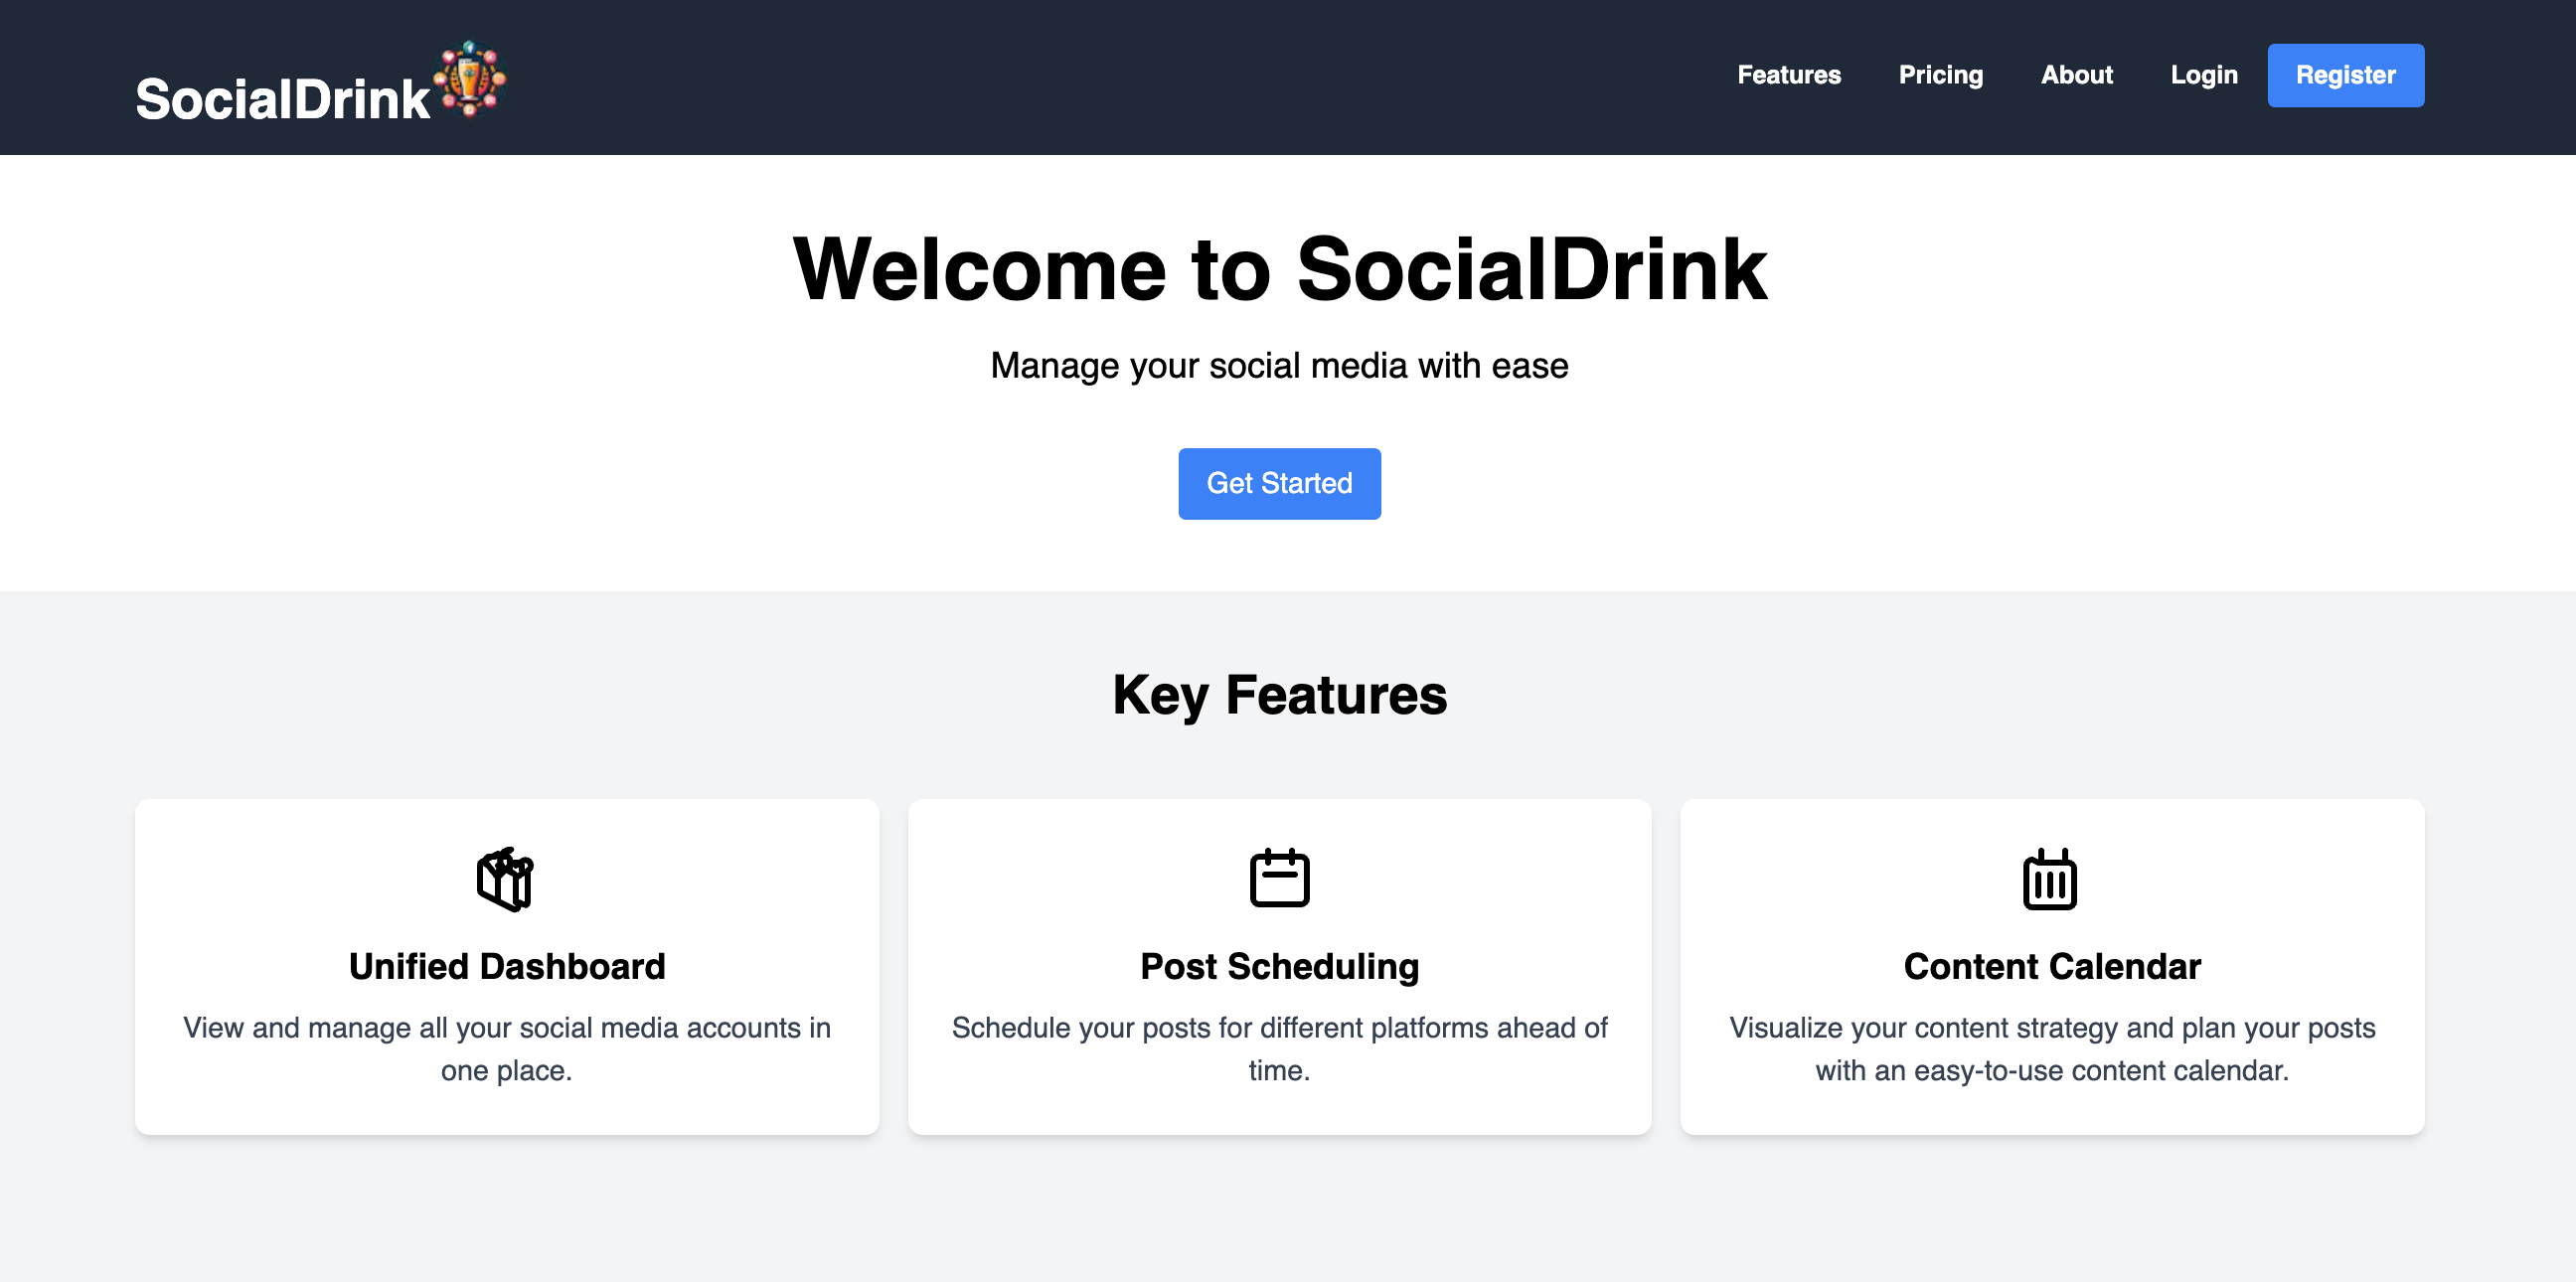 SocialDrink
Features
Pricing
About
Login
Register
Welcome to SocialDrink
Manage your social media with ease
Get Started
Key Features
Unified Dashboard
View and manage all your social media accounts in
one place.
Post Scheduling
Schedule your posts for different platforms ahead of
time.
Content Calendar
Visualize your content strategy and plan your posts
with an easy-to-use content calendar.